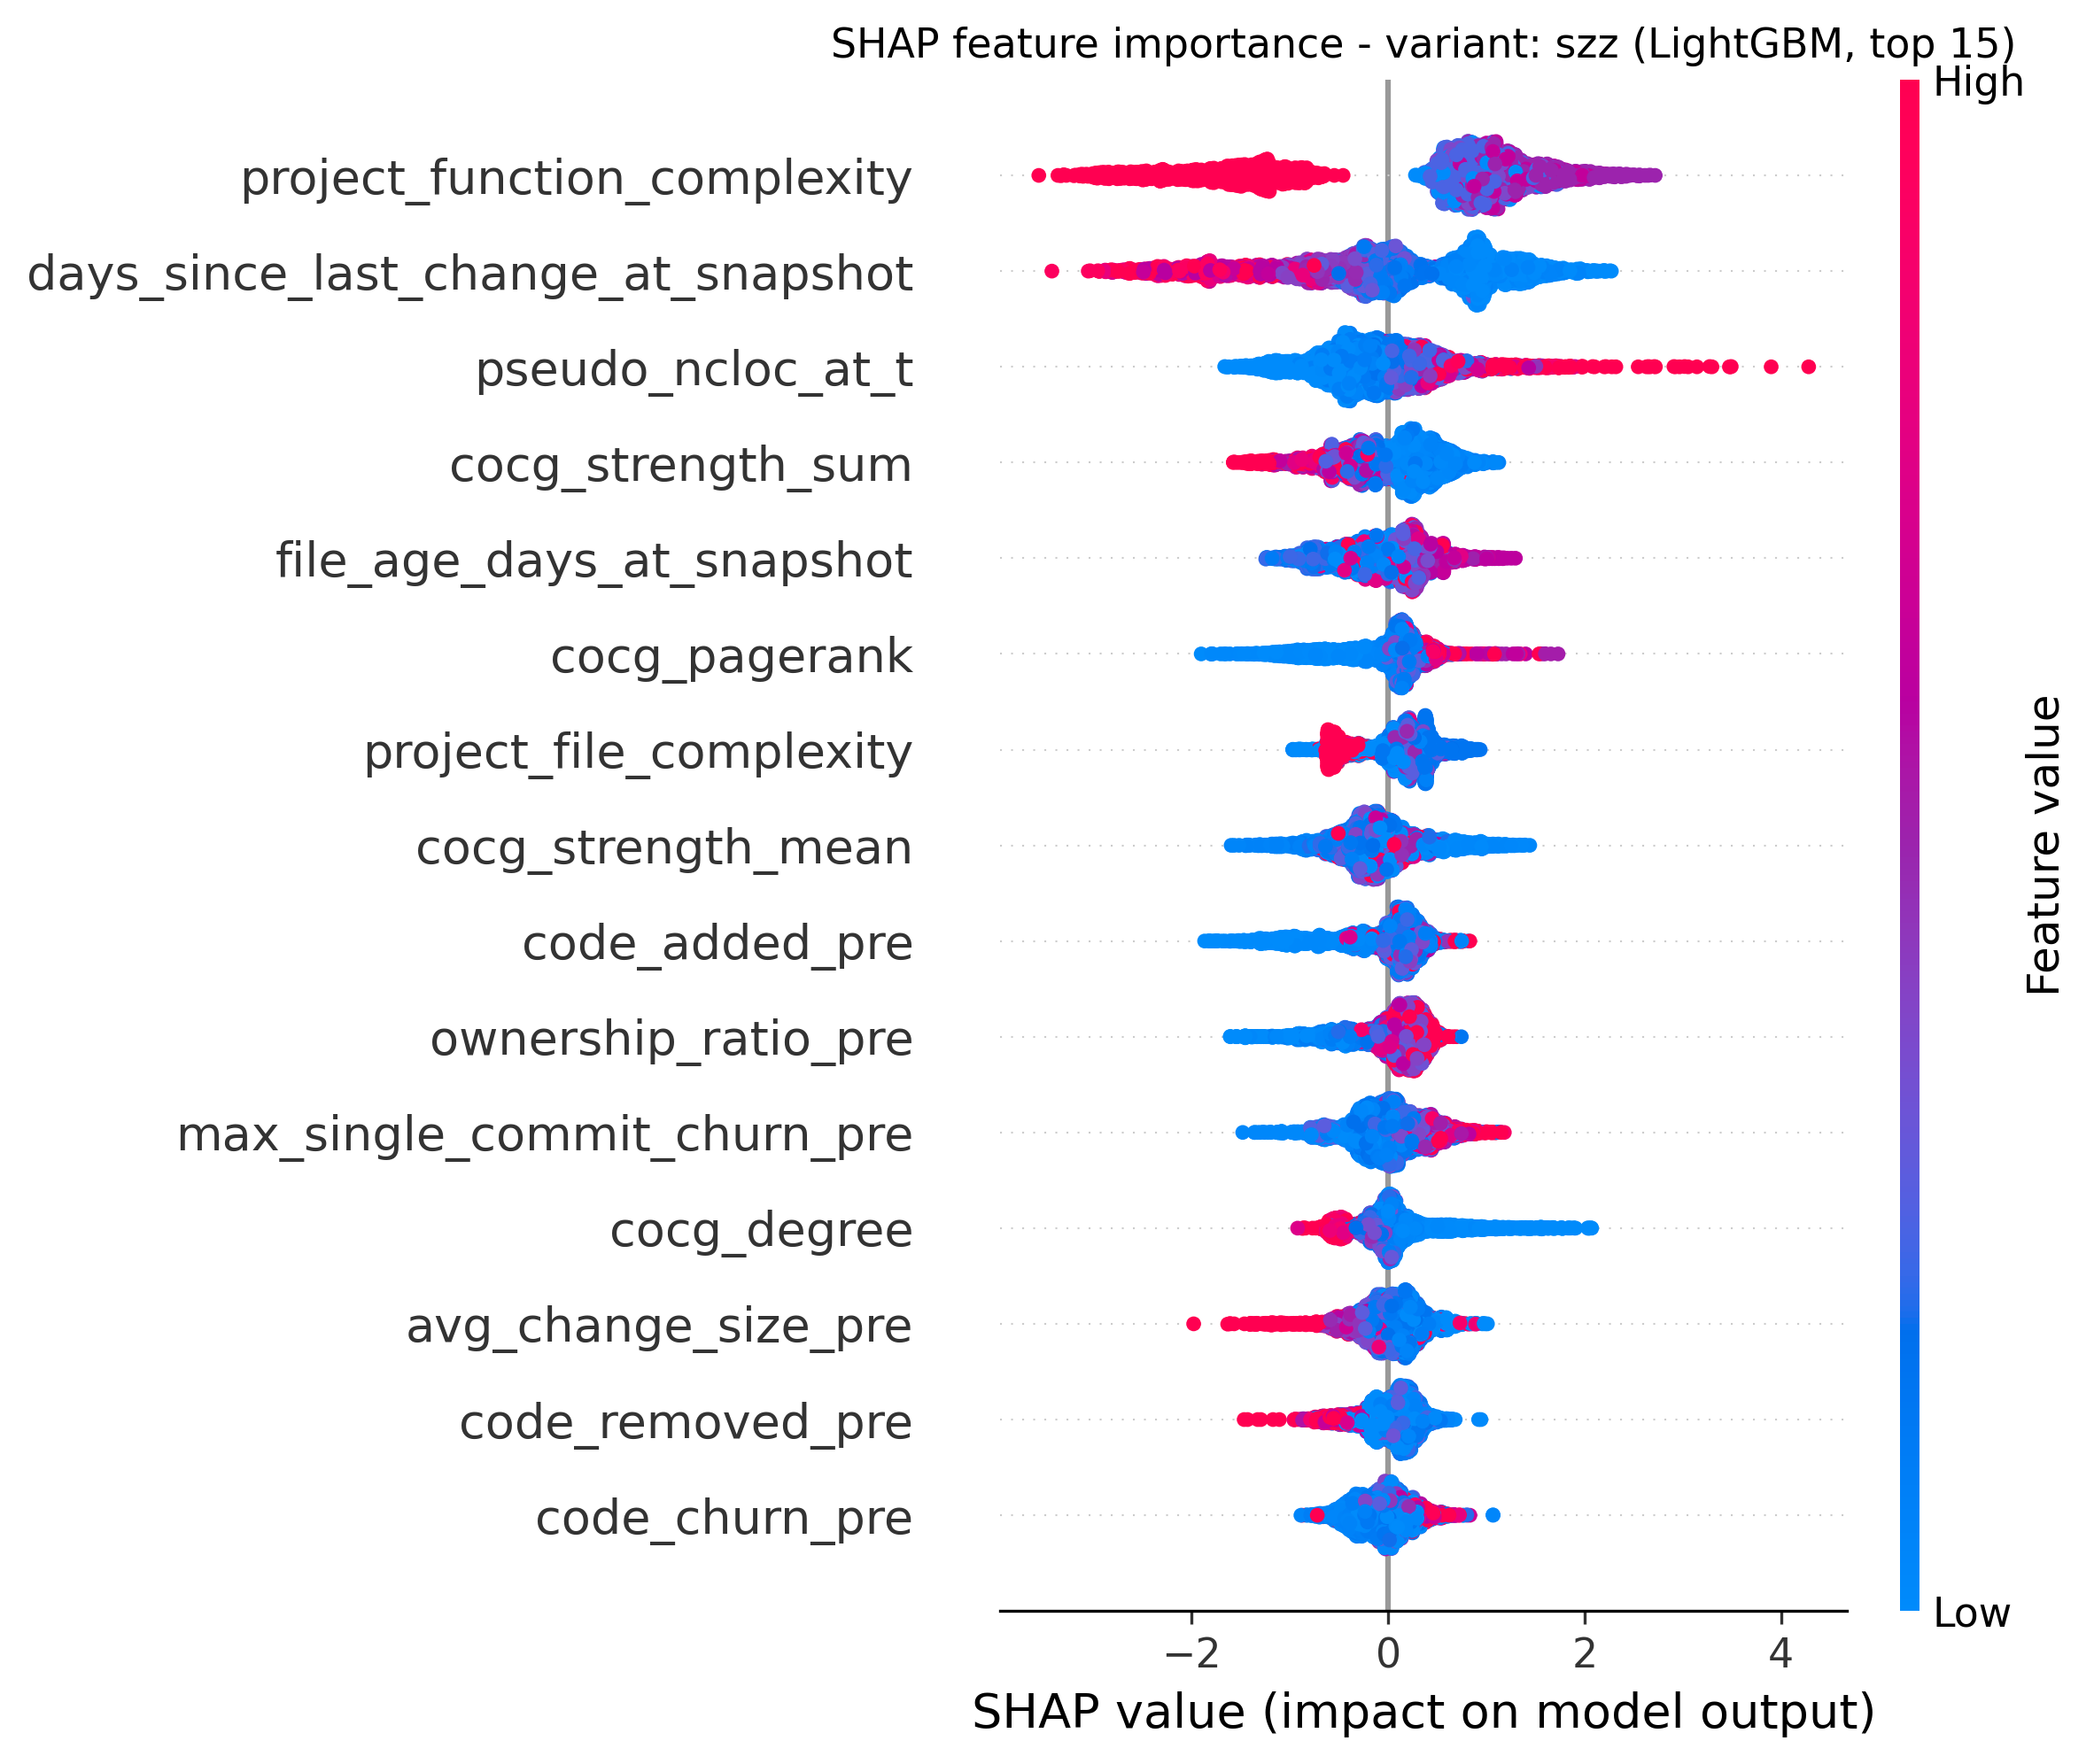 SHAP feature importance - variant: szz (LightGBM, top 15)
High
project_function_complexity
days_since_last_change_at_snapshot
pseudo_ncloc_at_t
cocg_strength_sum
file_age_days_at_snapshot
cocg_pagerank
project_file_complexity
cocg_strength_mean
code_added_pre
ownership_ratio_pre
max_single_commit_churn_pre
cocg_degree
avg_change_size_pre
code_removed_pre
code_churn_pre
Feature value
Low
−2 0 2 4
SHAP value (impact on model output)